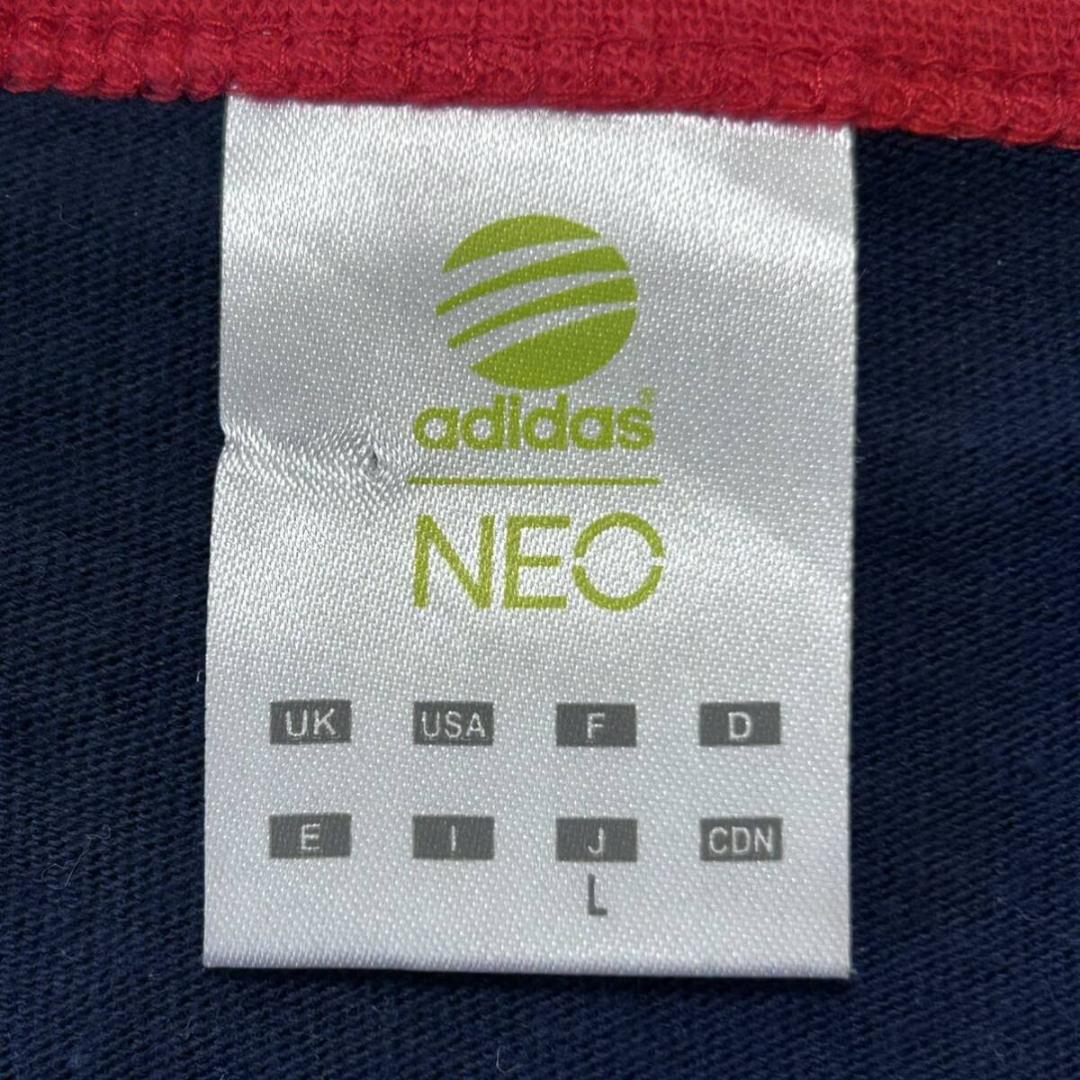 adidas®
NEO
UK USA F D
E I J CDN
L